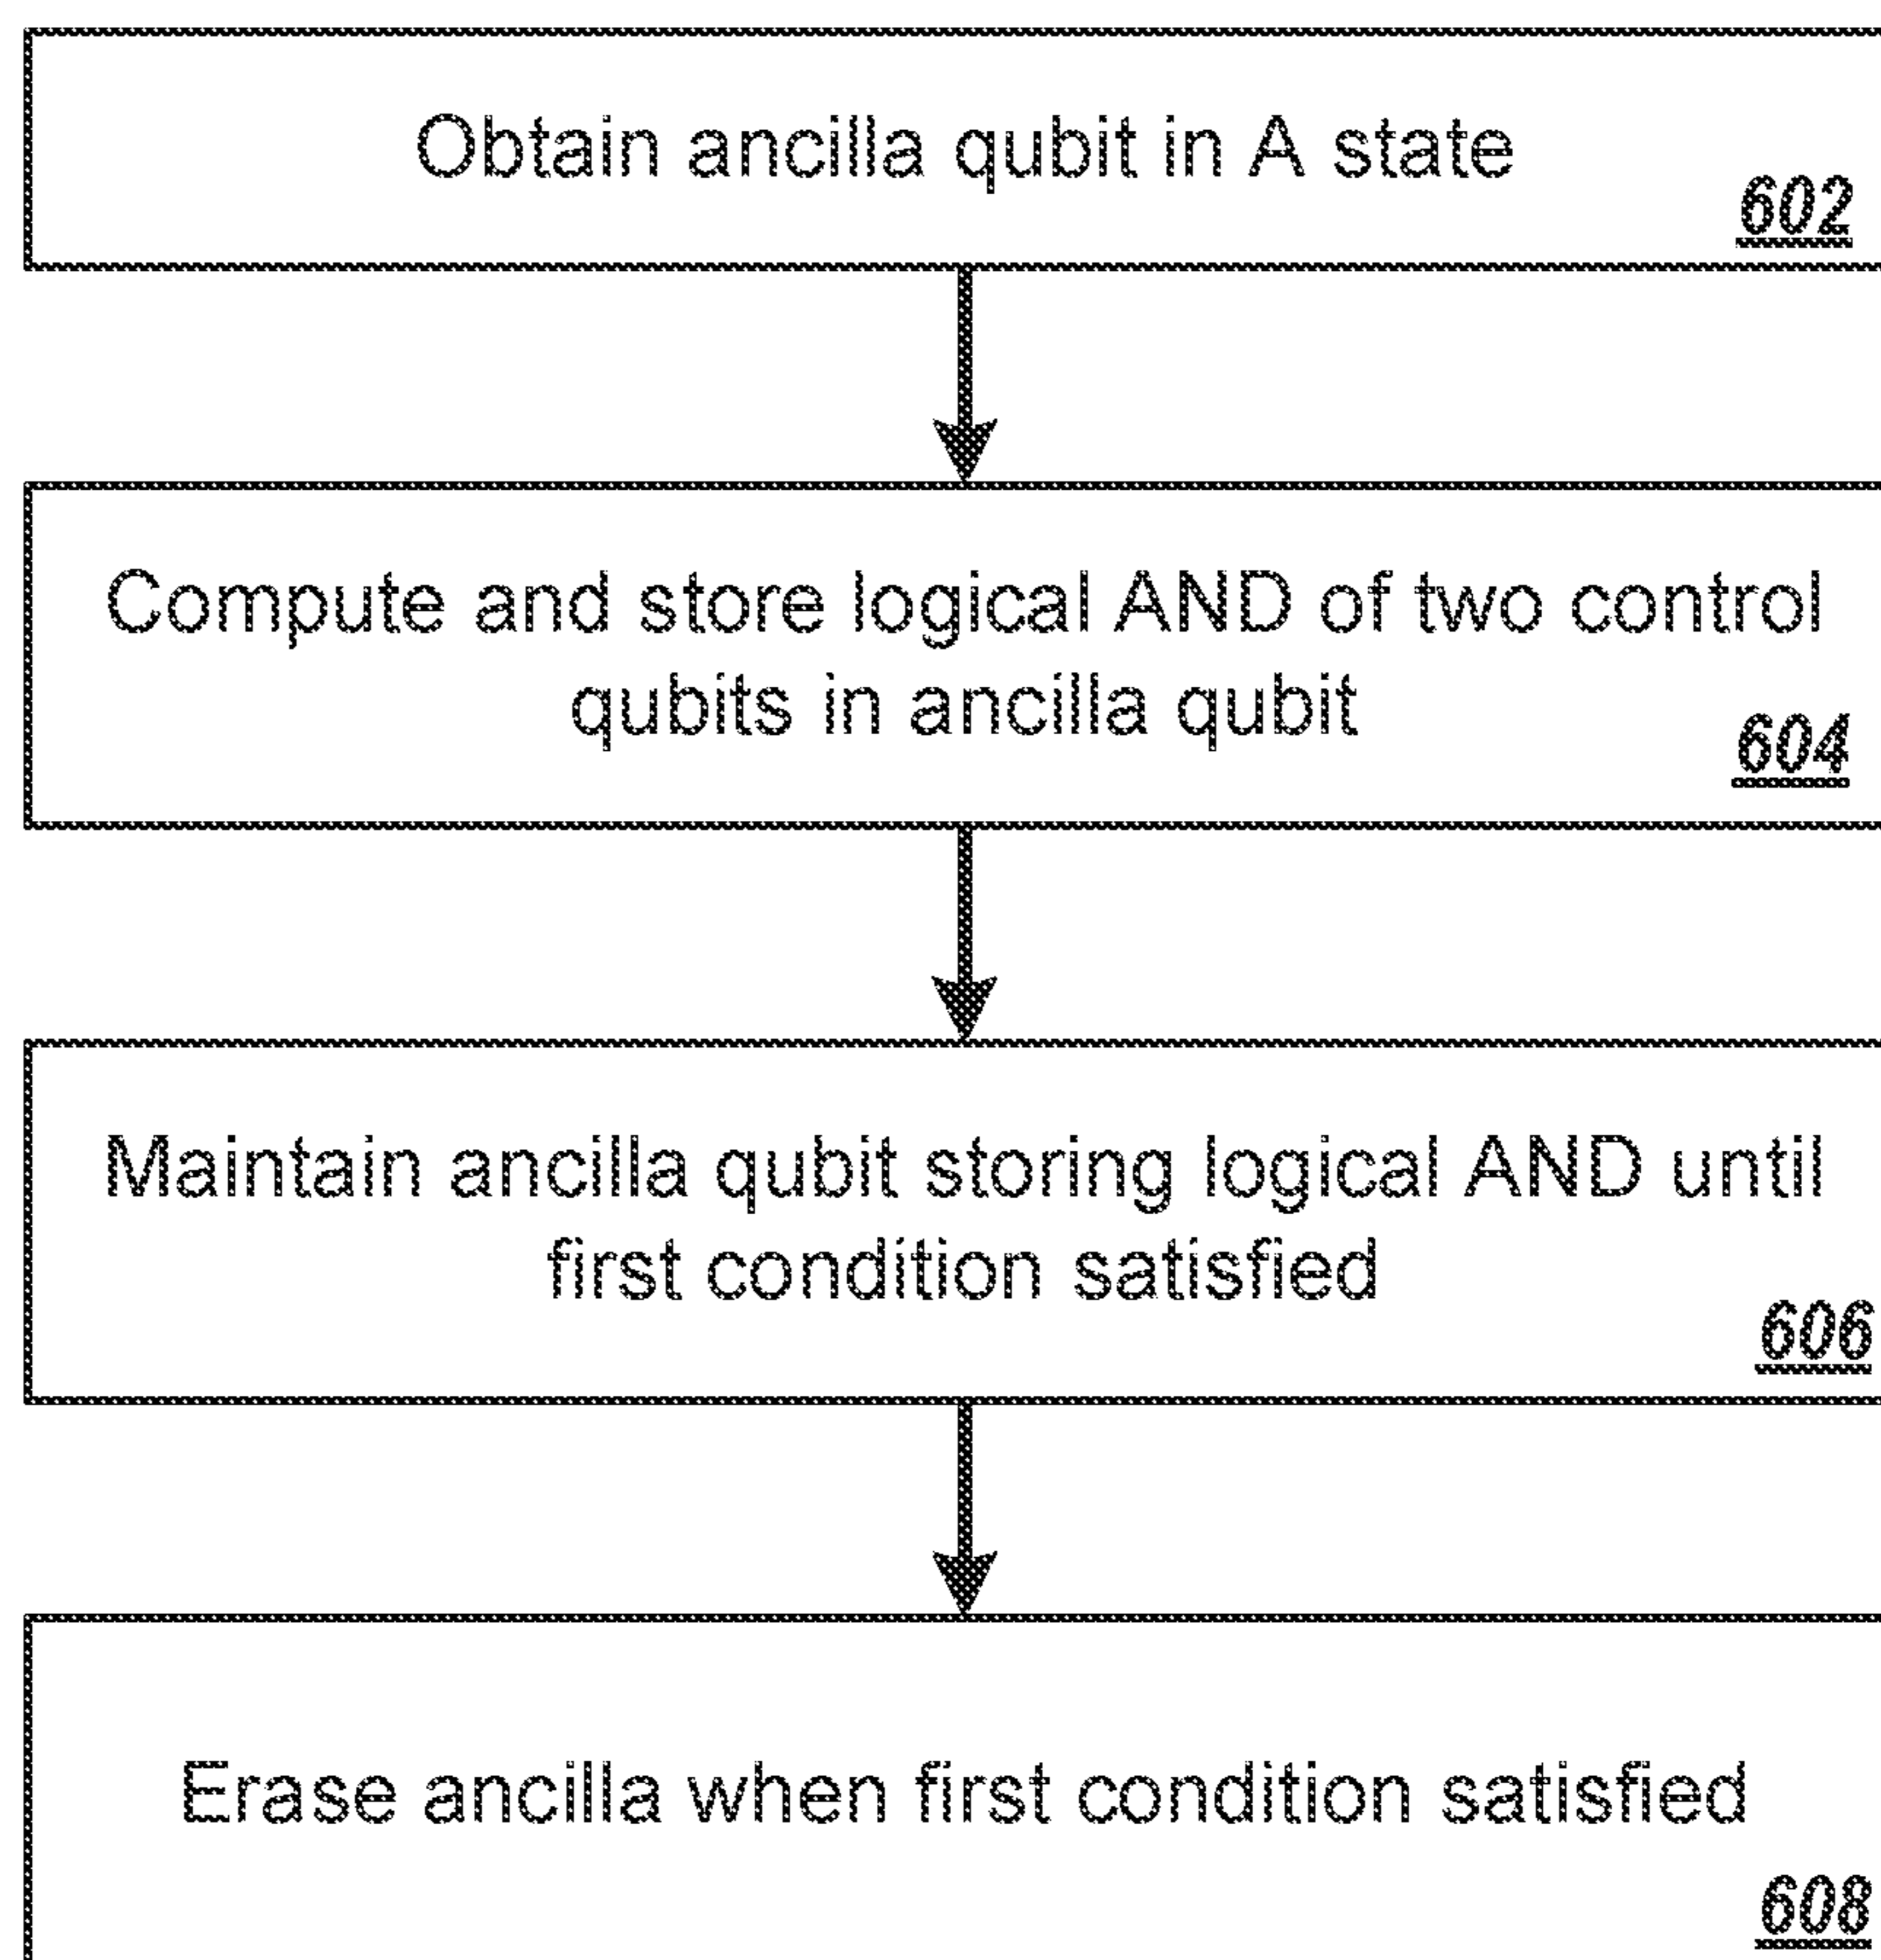 Obtain ancilla qubit in A state
602
Compute and store logical AND of two control
qubits in ancilla qubit
604
Maintain ancilla qubit storing logical AND until
first condition satisfied
606
Erase ancilla when first condition satisfied
608